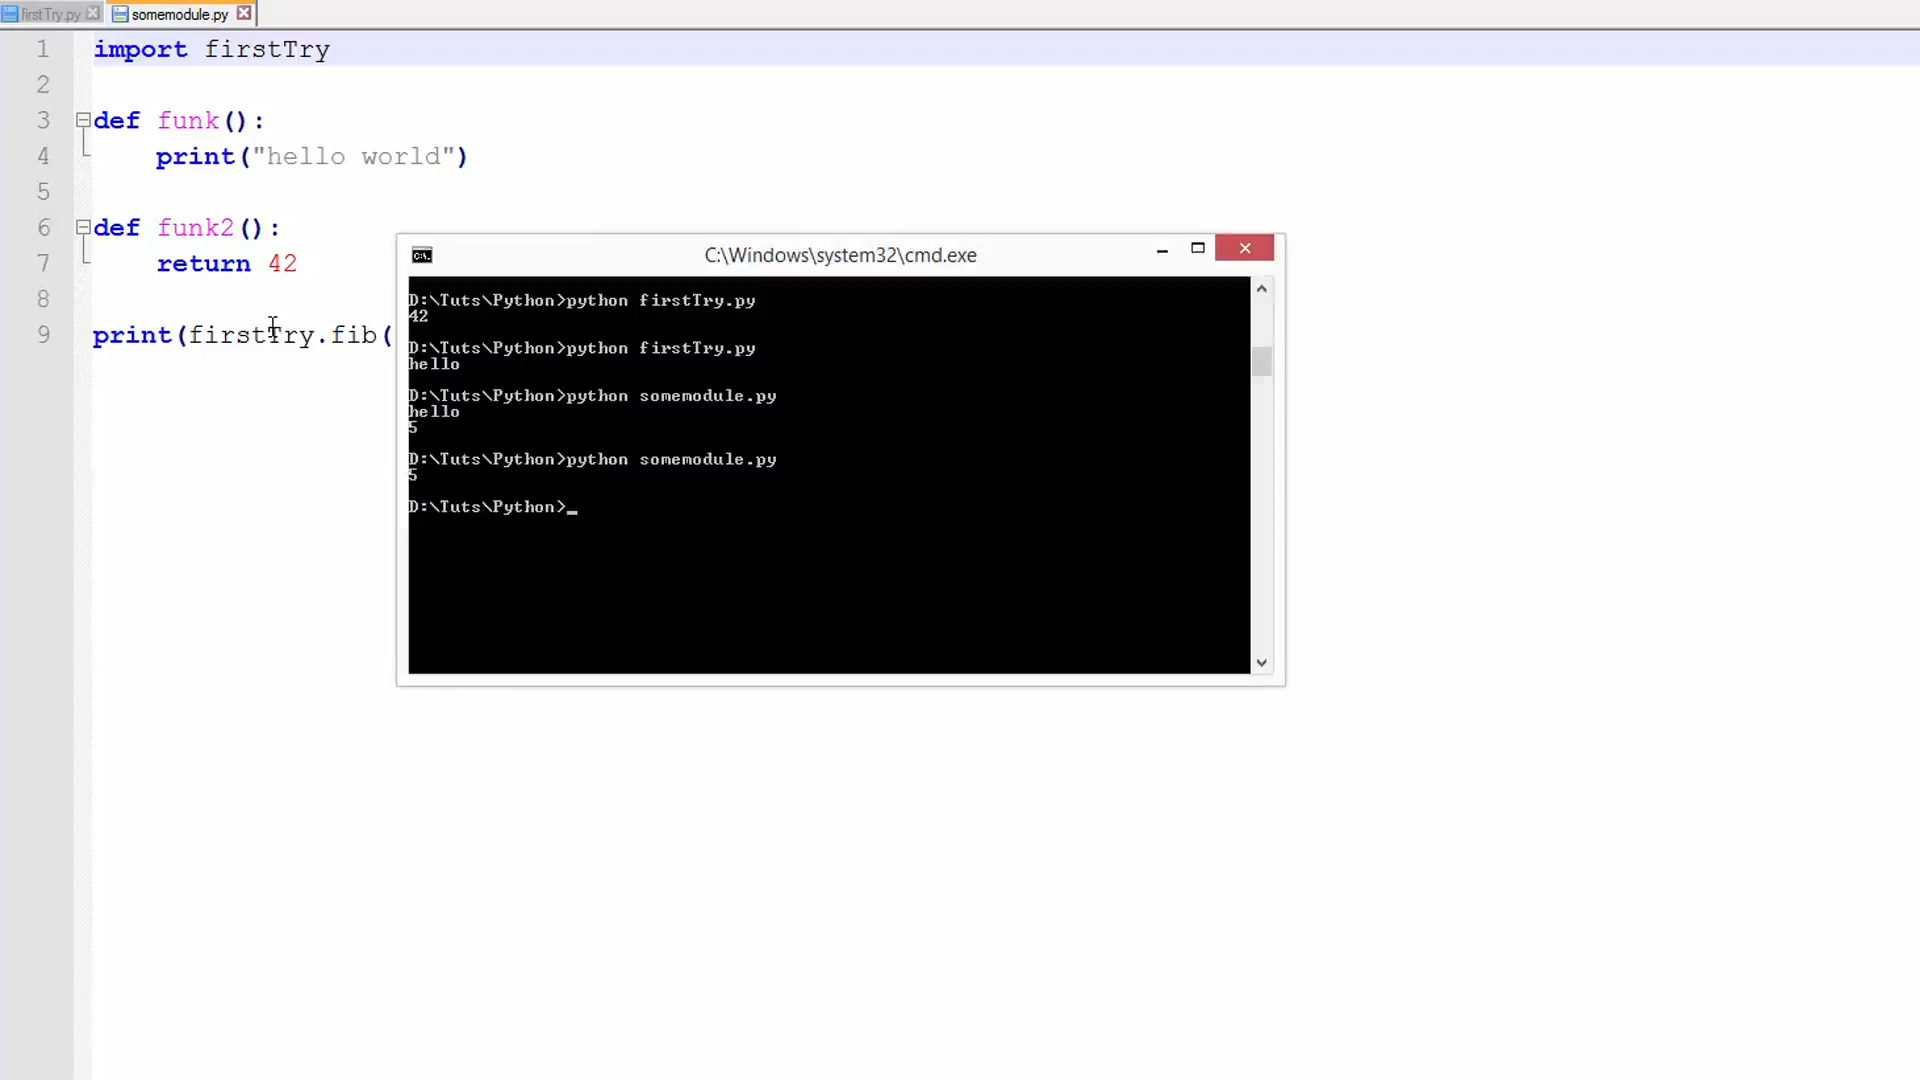 firstTry.py somemodule.py
1 import firstTry
2
3 def funk():
4 print("hello world")
5
6 def funk2():
7 return 42
8
9 print(firstTry.fib(
C:\Windows\system32\cmd.exe
D:\Tuts\Python>python firstTry.py
42
D:\Tuts\Python>python firstTry.py
hello
D:\Tuts\Python>python somemodule.py
hello
5
D:\Tuts\Python>python somemodule.py
5
D:\Tuts\Python>_